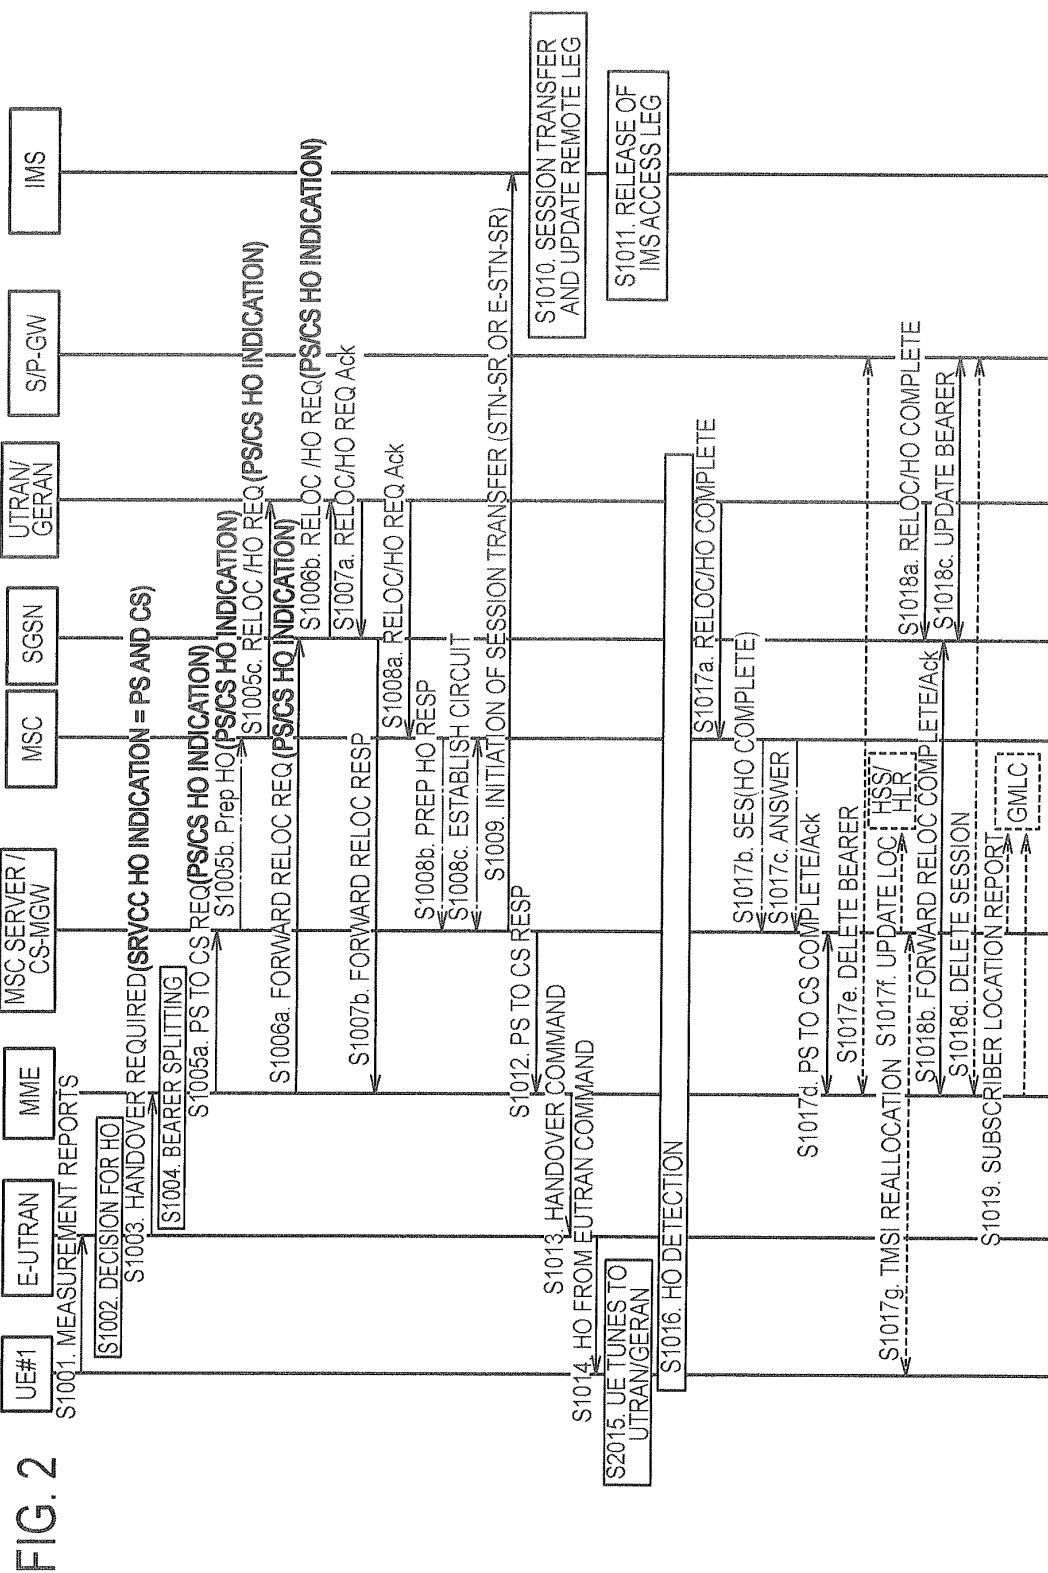 FIG. 2
UE#1
E-UTRAN
MME
MSC SERVER /
CS-MGW
MSC
SGSN
UTRAN/
GERAN
S/P-GW
IMS
S1001. MEASUREMENT REPORTS
S1002. DECISION FOR HO
S1003. HANDOVER REQUIRED(SRVCC HO INDICATION = PS AND CS)
S1004. BEARER SPLITTING
S1005a. PS TO CS REQ(PS/CS HO INDICATION)
S1005b. Prep HO(PS/CS HO INDICATION)
S1005c. RELOC /HO REQ(PS/CS HO INDICATION)
S1006a. FORWARD RELOC REQ(PS/CS HO INDICATION)
S1006b. RELOC /HO REQ(PS/CS HO INDICATION)
S1007a. RELOC/HO REQ Ack
S1007b. FORWARD RELOC RESP
S1008a. RELOC/HO REQ Ack
S1008b. PREP HO RESP
S1008c. ESTABLISH CIRCUIT
S1009. INITIATION OF SESSION TRANSFER (STN-SR OR E-STN-SR)
S1010. SESSION TRANSFER
AND UPDATE REMOTE LEG
S1011. RELEASE OF
IMS ACCESS LEG
S1012. PS TO CS RESP
S1013. HANDOVER COMMAND
S1014. HO FROM EUTRAN COMMAND
S2015. UE TUNES TO
UTRAN/GERAN
S1016. HO DETECTION
S1017a. RELOC/HO COMPLETE
S1017b. SES(HO COMPLETE)
S1017c. ANSWER
S1017d. PS TO CS COMPLETE/Ack
S1017e. DELETE BEARER
S1017f. UPDATE LOC
HSS/
HLR
S1017g. TMSI REALLOCATION
S1018a. RELOC/HO COMPLETE
S1018b. FORWARD RELOC COMPLETE/Ack
S1018c. UPDATE BEARER
S1018d. DELETE SESSION
S1019. SUBSCRIBER LOCATION REPORT
GMLC